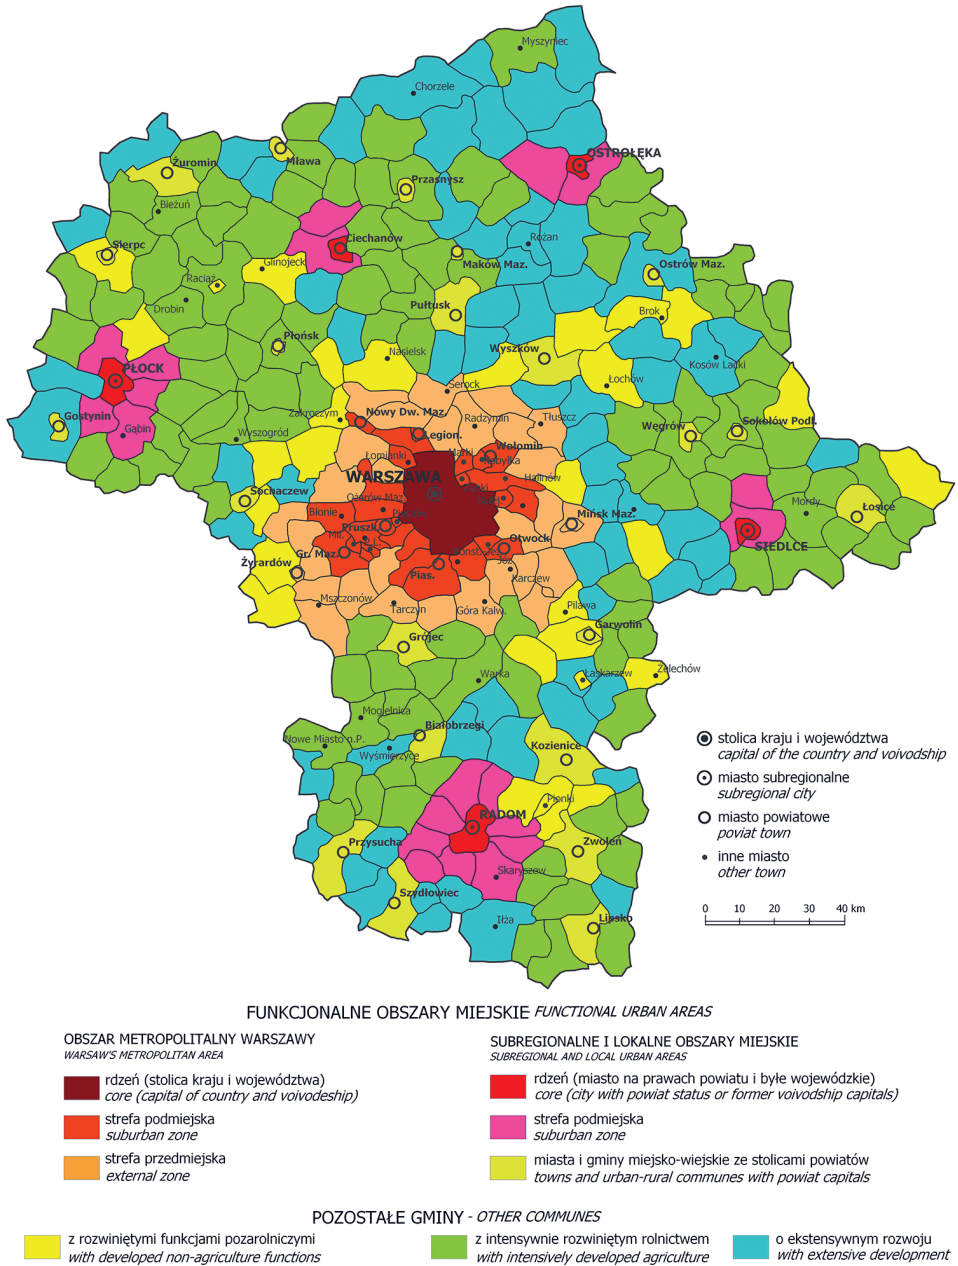 Myszyniec
Chorzele
OSTROŁĘKA
Mława
Żuromin
Przasnysz
Bieżuń
Ciechanów
Różan
Sierpc
Glinojeck
Maków Maz.
Ostrów Maz.
Raciąż
Drobin
Pułtusk
Brok
Płońsk
Nasielsk
Wyszków
Kosów Lacki
PŁOCK
Serock
Łochów
Gostynin
Zakroczym
Nowy Dw. Maz.
Radzymin
Tłuszcz
Gąbin
Wyszogród
Legion.
Węgrów
Sokołów Podl.
Łomianki
Marki
Wołomin
Kobyłka
WARSZAWA
Halinów
Sochaczew
Ożarów Maz.
Mordy
Łosice
Błonie
Pruszk.
Mińsk Maz.
Mil.
Otwock
SIEDLCE
Gr. Maz.
Żyrardów
Pias.
Konst.-Jez.
Józ.
Karczew
Mszczonów
Tarczyn
Góra Kalw.
Pilawa
Garwolin
Grójec
Warka
Łaskarzew
Żelechów
Mogielnica
Białobrzegi
Nowe Miasto n.P.
Wyśmierzyce
Kozienice
Pionki
RADOM
Przysucha
Zwoleń
Skaryszew
Szydłowiec
Iłża
Lipsko
stolica kraju i województwa
capital of the country and voivodship
miasto subregionalne
subregional city
miasto powiatowe
poviat town
inne miasto
other town
0 10 20 30 40 km
FUNKCJONALNE OBSZARY MIEJSKIE FUNCTIONAL URBAN AREAS
OBSZAR METROPOLITALNY WARSZAWY
WARSAW'S METROPOLITAN AREA
rdzeń (stolica kraju i województwa)
core (capital of country and voivodeship)
strefa podmiejska
suburban zone
strefa przedmiejska
external zone
SUBREGIONALNE I LOKALNE OBSZARY MIEJSKIE
SUBREGIONAL AND LOCAL URBAN AREAS
rdzeń (miasto na prawach powiatu i byłe wojewódzkie)
core (city with powiat status or former voivodship capitals)
strefa podmiejska
suburban zone
miasta i gminy miejsko-wiejskie ze stolicami powiatów
towns and urban-rural communes with powiat capitals
POZOSTAŁE GMINY - OTHER COMMUNES
z rozwiniętymi funkcjami pozarolniczymi
with developed non-agriculture functions
z intensywnie rozwiniętym rolnictwem
with intensively developed agriculture
o ekstensywnym rozwoju
with extensive development